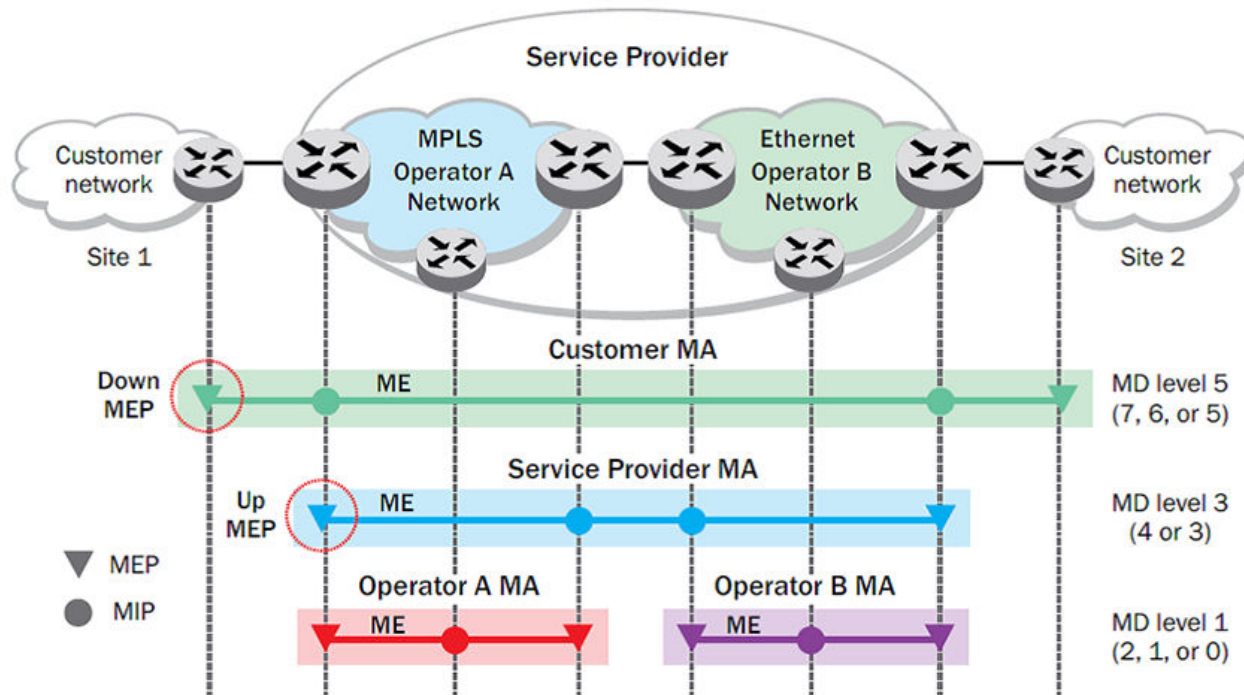 Service Provider
Customer
network
MPLS
Operator A
Network
Ethernet
Operator B
Network
Customer
network
Site 1
Site 2
Customer MA
Down
MEP
ME
MD level 5
(7, 6, or 5)
Service Provider MA
Up
MEP
ME
MD level 3
(4 or 3)
MEP
MIP
Operator A MA
Operator B MA
ME
ME
MD level 1
(2, 1, or 0)